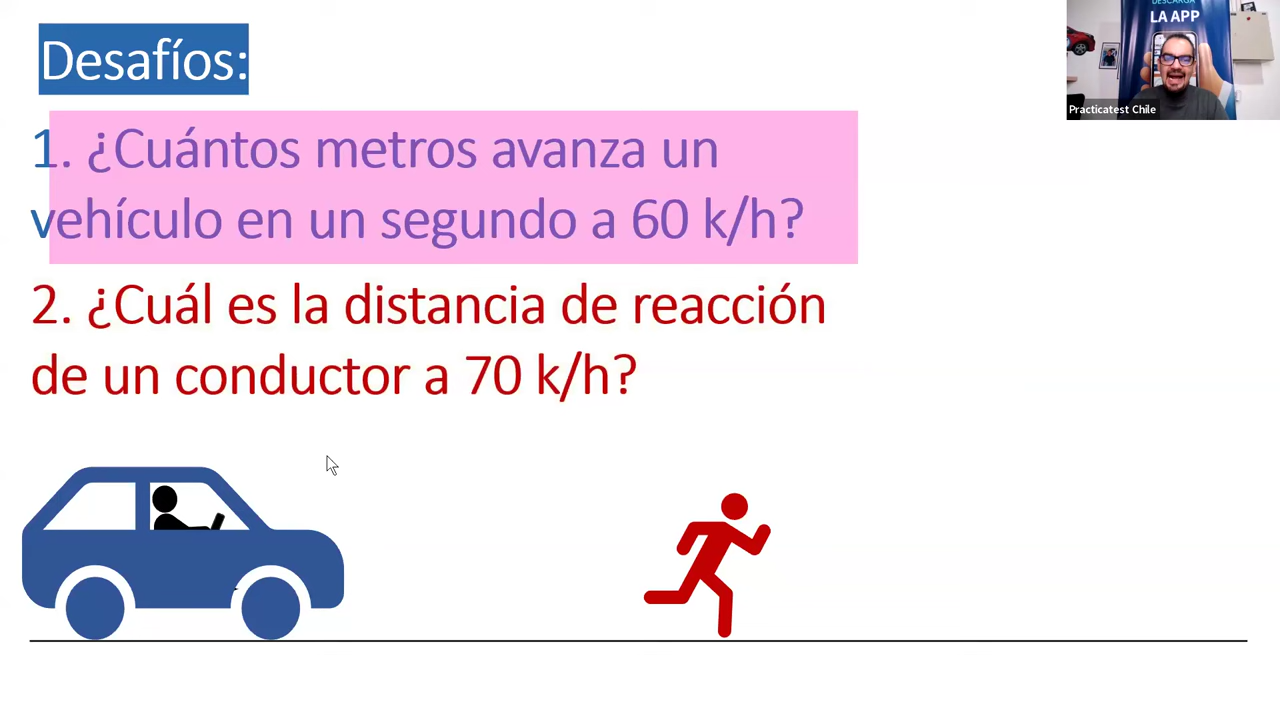 Desafíos:
1. ¿Cuántos metros avanza un
vehículo en un segundo a 60 k/h?
2. ¿Cuál es la distancia de reacción
de un conductor a 70 k/h?
DESCARGA
LA APP
Practicatest Chile